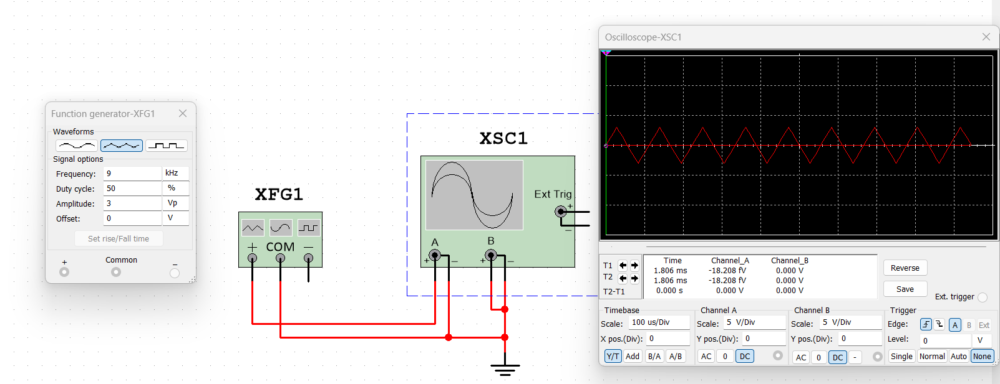 Oscilloscope-XSC1
Function generator-XFG1
Waveforms
Signal options
Frequency: 9 kHz
Duty cycle: 50 %
Amplitude: 3 Vp
Offset: 0 V
Set rise/Fall time
+ Common −
XFG1
+ COM −
XSC1
Ext Trig
+
−
A B
+ − + −
Time Channel_A Channel_B
T1 1.806 ms -18.208 fV 0.000 V
T2 1.806 ms -18.208 fV 0.000 V
T2-T1 0.000 s 0.000 V 0.000 V
Reverse
Save
Ext. trigger
Timebase
Scale: 100 us/Div
X pos.(Div): 0
Y/T Add B/A A/B
Channel A
Scale: 5 V/Div
Y pos.(Div): 0
AC 0 DC
Channel B
Scale: 5 V/Div
Y pos.(Div): 0
AC 0 DC -
Trigger
Edge: A B Ext
Level: 0 V
Single Normal Auto None